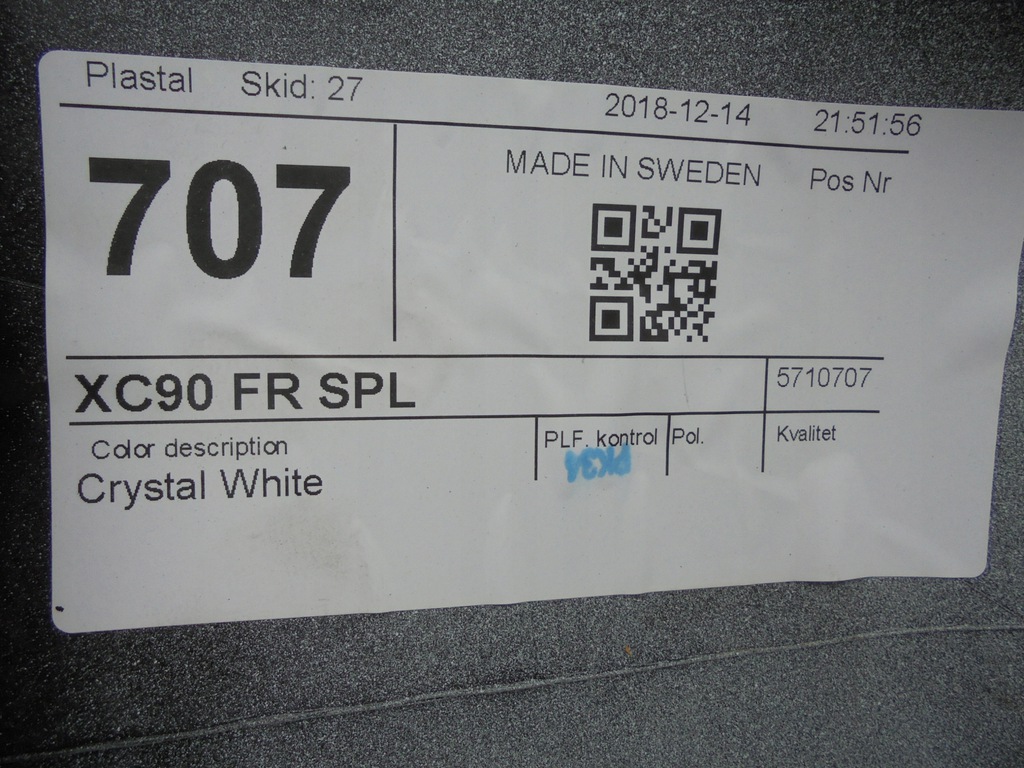 Plastal Skid: 27 2018-12-14 21:51:56
707
MADE IN SWEDEN Pos Nr
XC90 FR SPL 5710707
Color description PLF. kontrol Pol. Kvalitet
PK34
Crystal White